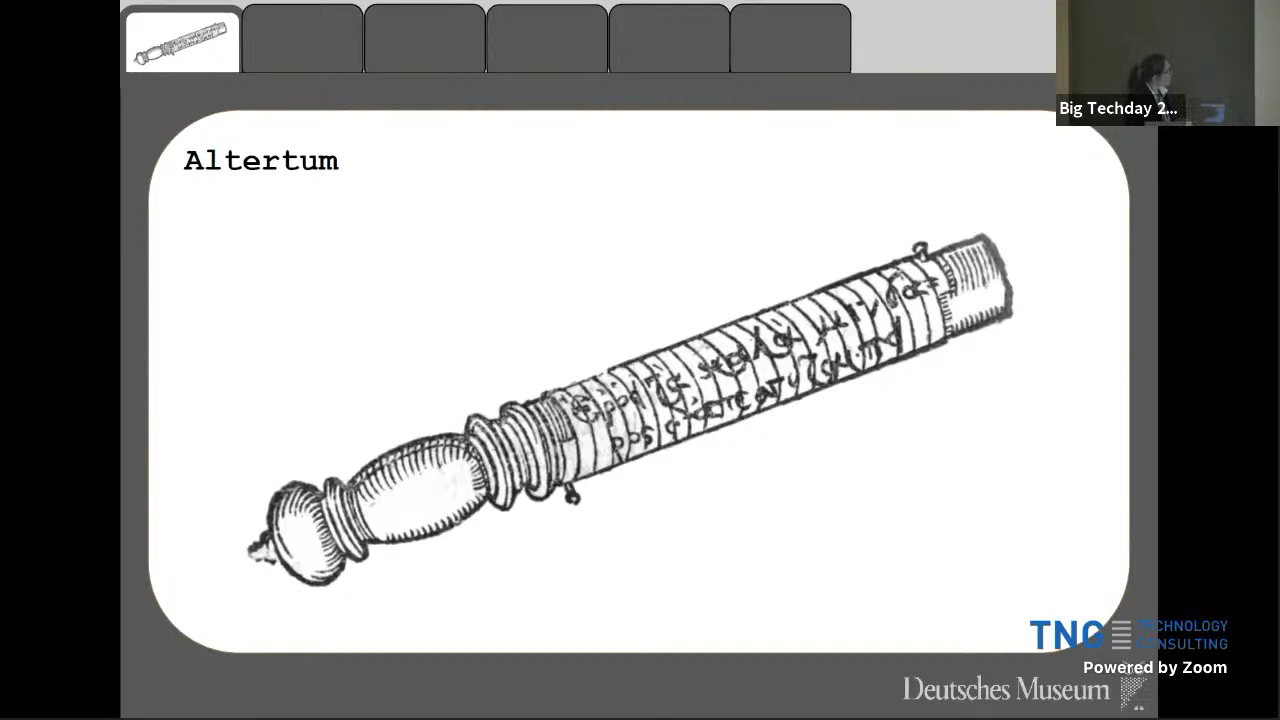 Big Techday 2...
Altertum
TNG TECHNOLOGY
CONSULTING
Powered by Zoom
Deutsches Museum